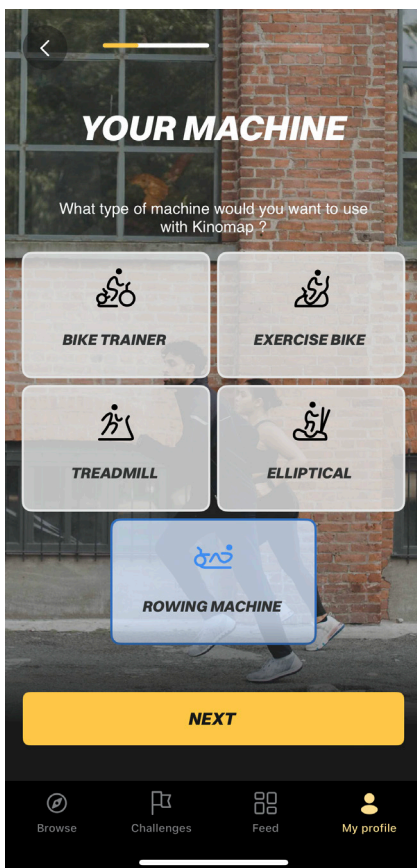 YOUR MACHINE
What type of machine would you want to use
with Kinomap ?
BIKE TRAINER
EXERCISE BIKE
TREADMILL
ELLIPTICAL
ROWING MACHINE
NEXT
Browse
Challenges
Feed
My profile